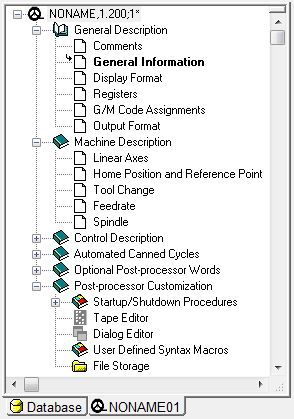 NONAME,1.200;1*
General Description
Comments
General Information
Display Format
Registers
G/M Code Assignments
Output Format
Machine Description
Linear Axes
Home Position and Reference Point
Tool Change
Feedrate
Spindle
Control Description
Automated Canned Cycles
Optional Post-processor Words
Post-processor Customization
Startup/Shutdown Procedures
Tape Editor
Dialog Editor
User Defined Syntax Macros
File Storage
Database NONAME01